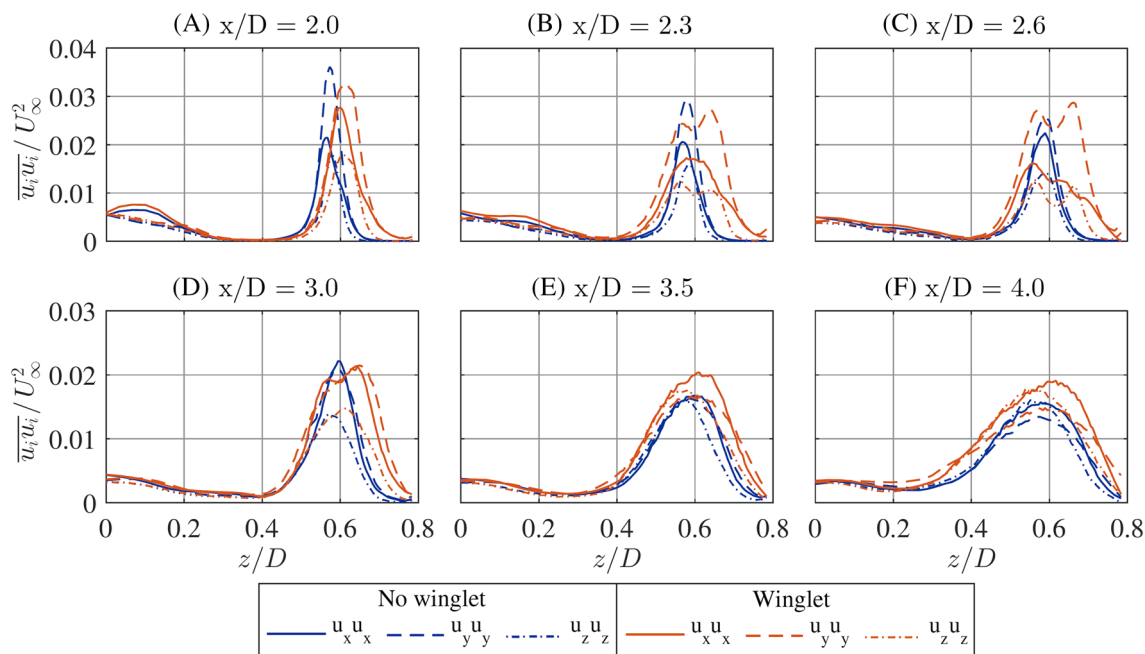 (A) x/D = 2.0 (B) x/D = 2.3 (C) x/D = 2.6
0.04
0.03
0.02
0.01
0
$\overline{u_i u_i} / U_\infty^2$
(D) x/D = 3.0 (E) x/D = 3.5 (F) x/D = 4.0
0.03
0.02
0.01
0
$\overline{u_i u_i} / U_\infty^2$
0 0.2 0.4 0.6 0.8 0 0.2 0.4 0.6 0.8 0 0.2 0.4 0.6 0.8
z/D z/D z/D
No winglet Winglet
u_x u_x u_y u_y u_z u_z u_x u_x u_y u_y u_z u_z